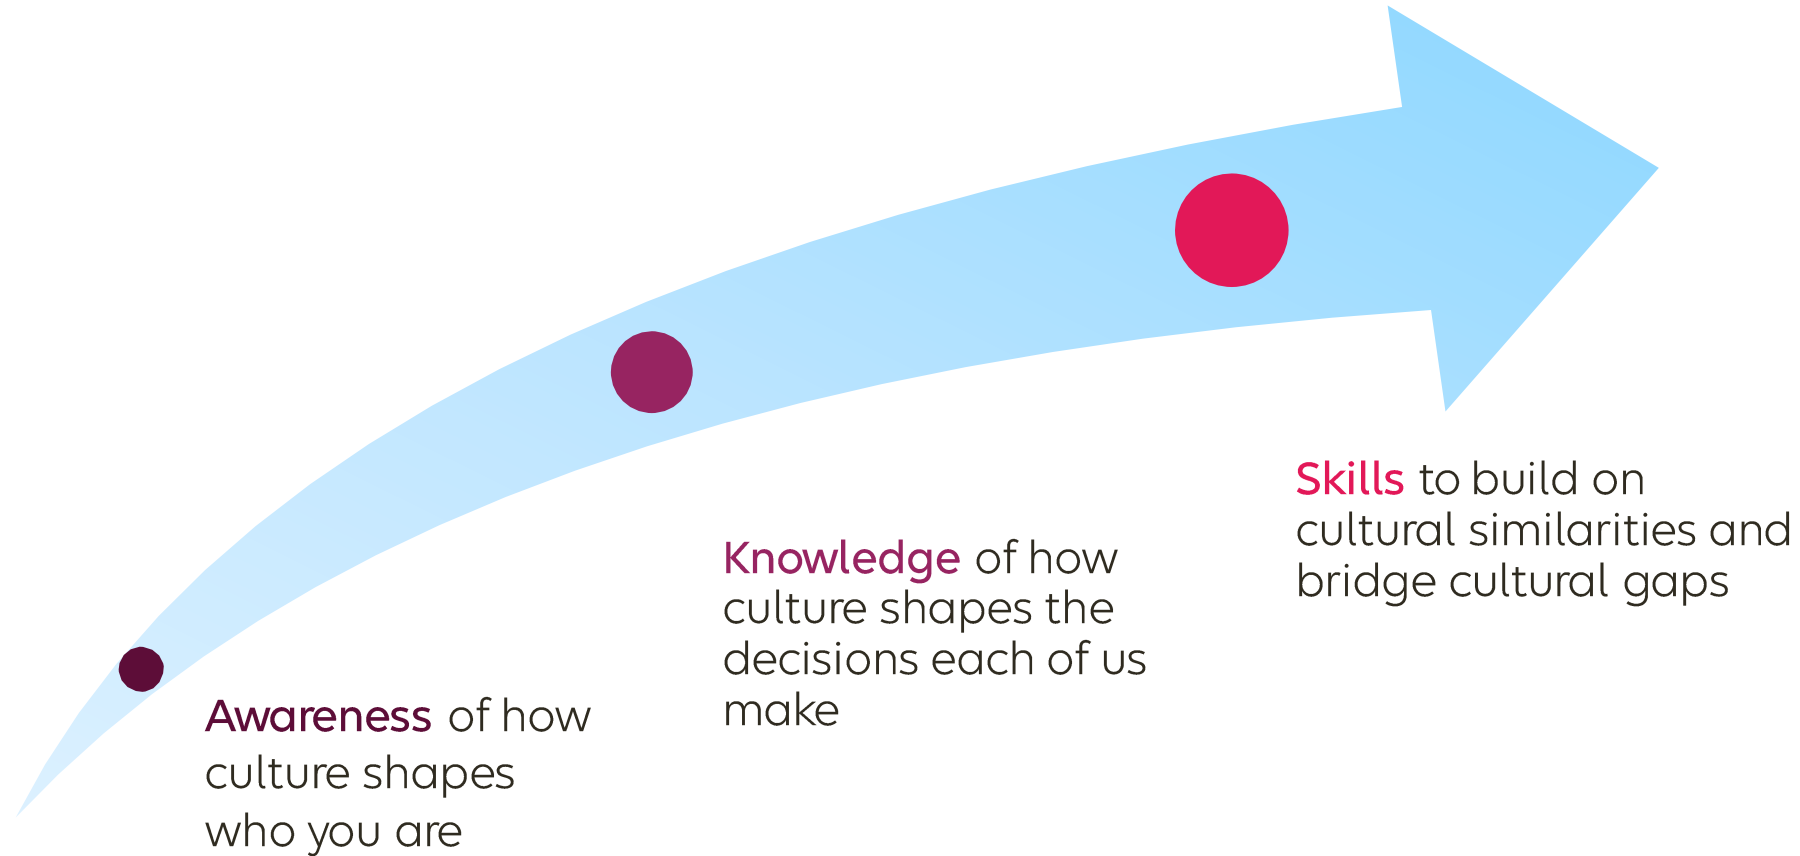 Awareness of how
culture shapes
who you are
Knowledge of how
culture shapes the
decisions each of us
make
Skills to build on
cultural similarities and
bridge cultural gaps